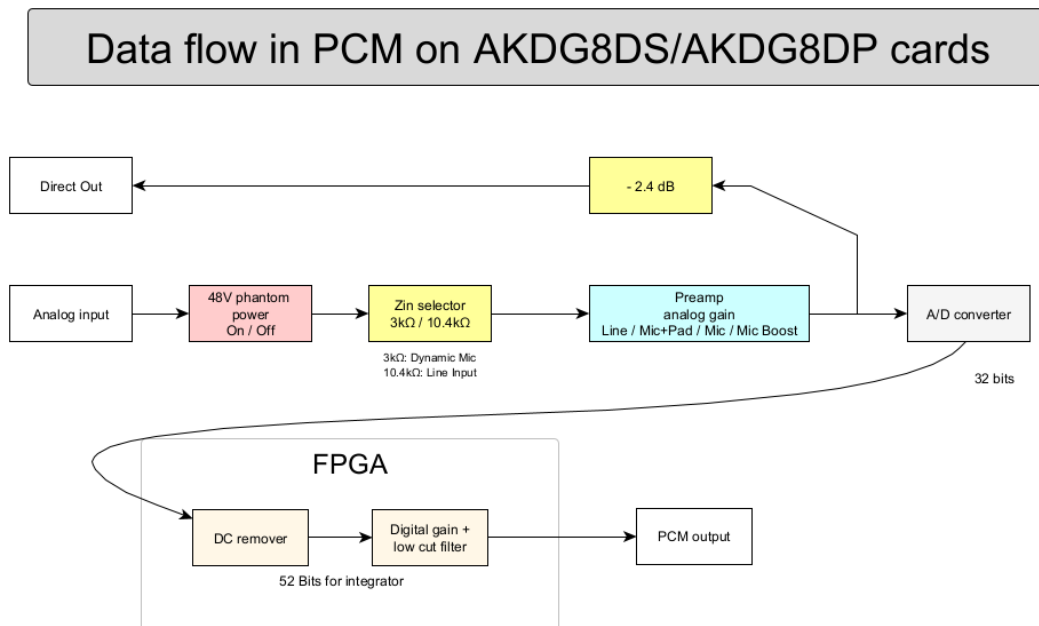 Data flow in PCM on AKDG8DS/AKDG8DP cards
Direct Out
- 2.4 dB
Analog input
48V phantom
power
On / Off
Zin selector
3kΩ / 10.4kΩ
Preamp
analog gain
Line / Mic+Pad / Mic / Mic Boost
A/D converter
3kΩ: Dynamic Mic
10.4kΩ: Line Input
32 bits
FPGA
DC remover
Digital gain +
low cut filter
PCM output
52 Bits for integrator